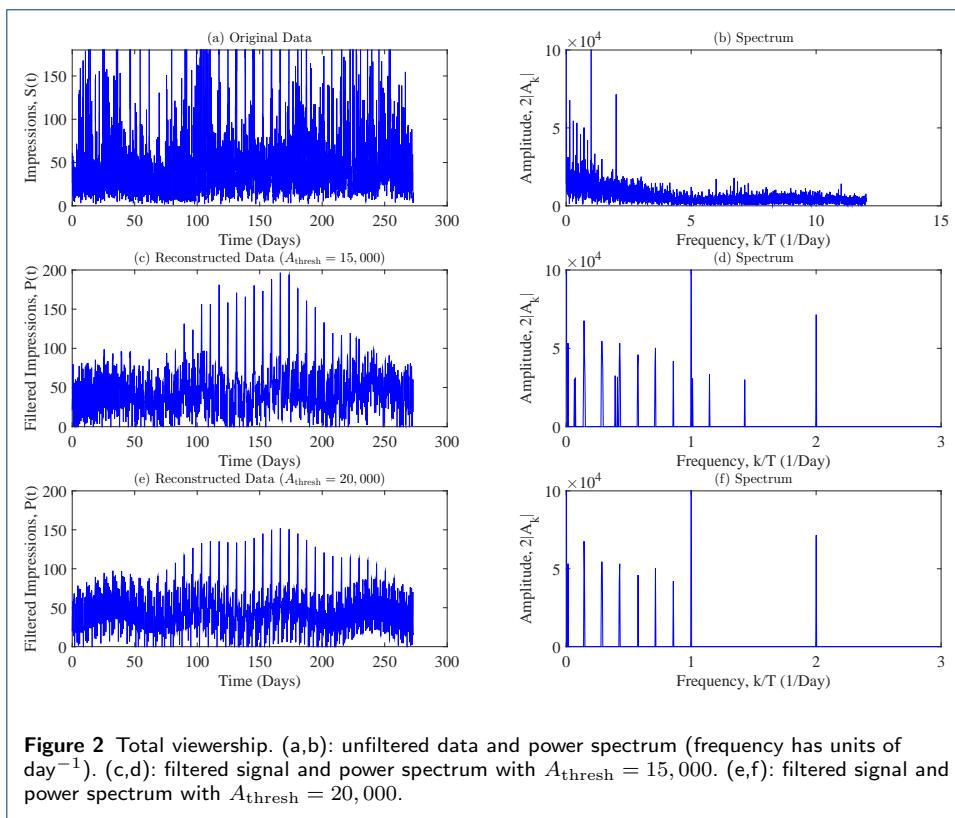 (a) Original Data
Impressions, S(t)
150
100
50
0
0 50 100 150 200 250 300
Time (Days)
(b) Spectrum
×10⁴
Amplitude, 2|A_k|
10
5
0
0 5 10 15
Frequency, k/T (1/Day)
(c) Reconstructed Data (A_thresh = 15,000)
Filtered Impressions, P(t)
200
150
100
50
0
0 50 100 150 200 250 300
Time (Days)
(d) Spectrum
×10⁴
Amplitude, 2|A_k|
10
5
0
0 1 2 3
Frequency, k/T (1/Day)
(e) Reconstructed Data (A_thresh = 20,000)
Filtered Impressions, P(t)
200
150
100
50
0
0 50 100 150 200 250 300
Time (Days)
(f) Spectrum
×10⁴
Amplitude, 2|A_k|
10
5
0
0 1 2 3
Frequency, k/T (1/Day)
Figure 2 Total viewership. (a,b): unfiltered data and power spectrum (frequency has units of
day⁻¹). (c,d): filtered signal and power spectrum with A_thresh = 15,000. (e,f): filtered signal and
power spectrum with A_thresh = 20,000.